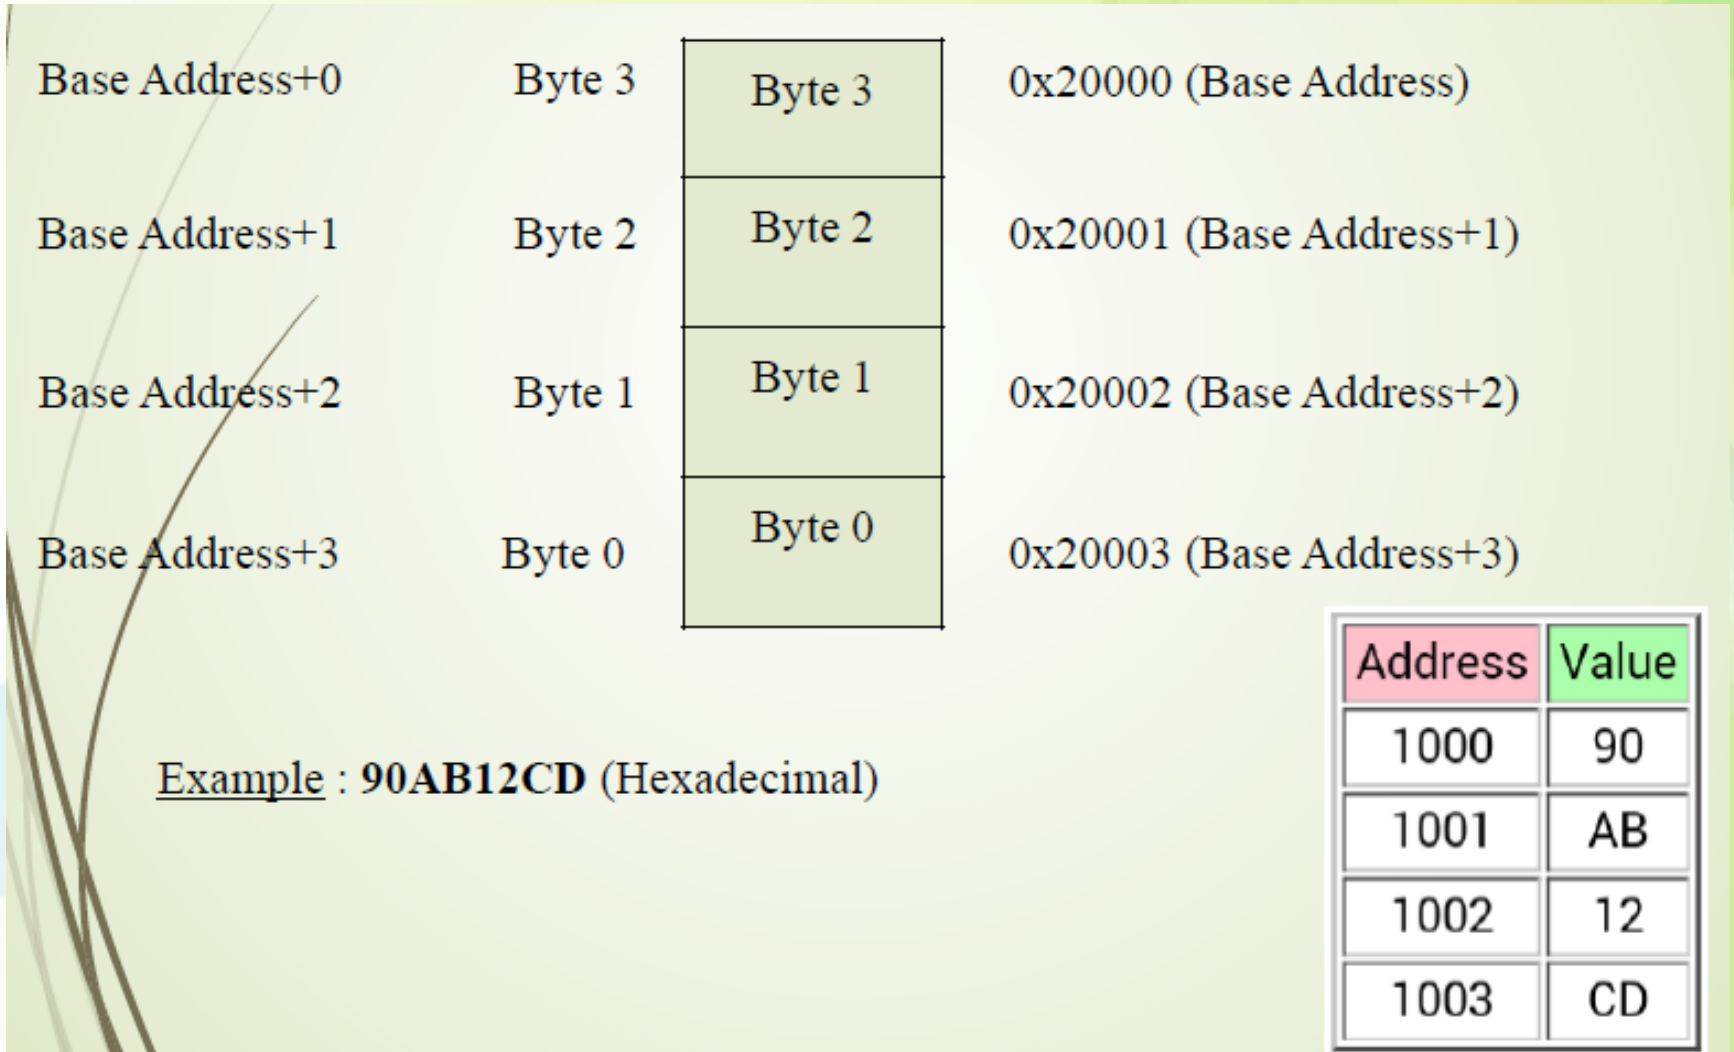 Base Address+0 Byte 3 Byte 3 0x20000 (Base Address)
Base Address+1 Byte 2 Byte 2 0x20001 (Base Address+1)
Base Address+2 Byte 1 Byte 1 0x20002 (Base Address+2)
Base Address+3 Byte 0 Byte 0 0x20003 (Base Address+3)
Example : 90AB12CD (Hexadecimal)
Address Value
1000 90
1001 AB
1002 12
1003 CD